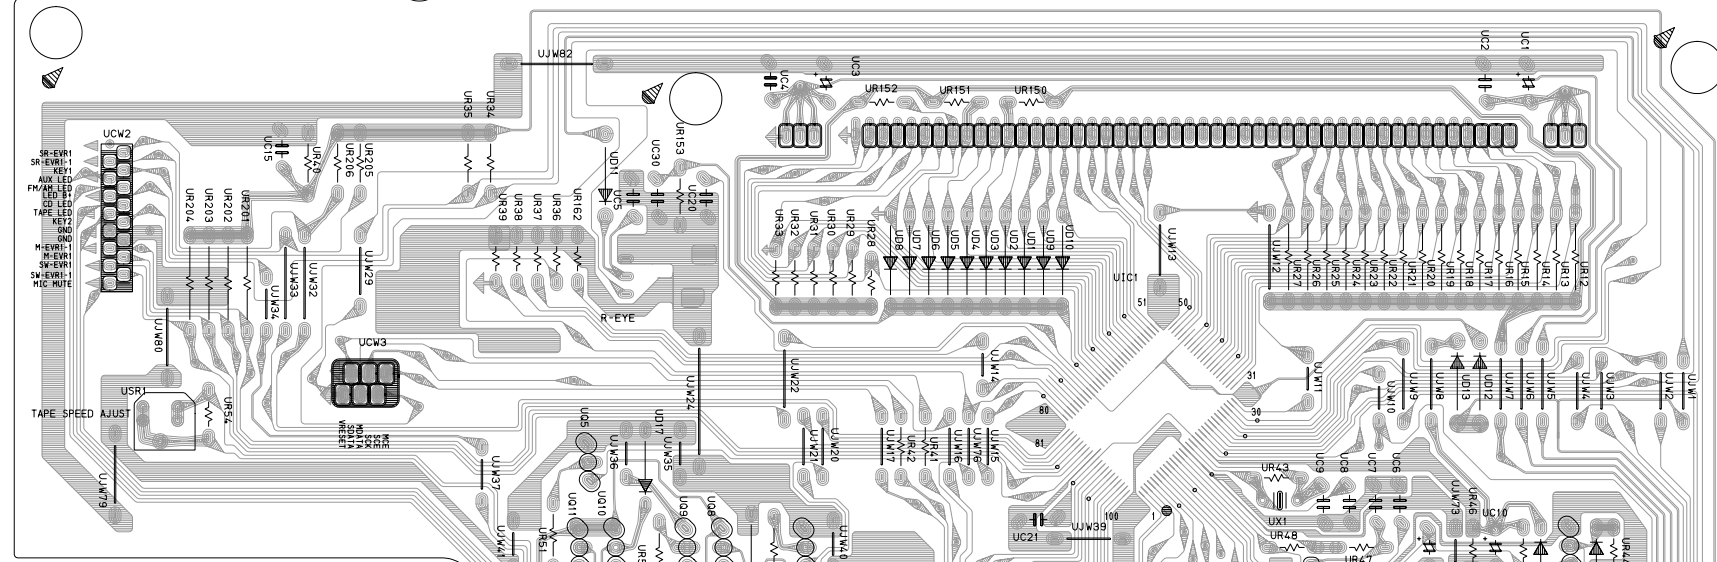 UJW82
UC3
UC4
UC2
UC1
UR152
UR151
UR150
UR35
UR34
UCW2
UC15
UR40
UR206
UR205
UD11
UC30
UR153
UC5
UC20
SR-EVR1
SR-EVR1-1
KEY1
AUX LED
FM/AM LED
LED B+
CD LED
TAPE LED
KEY2
GND
GND
M-EVR1-1
M-EVR1
SW-EVR1
SW-EVR1-1
MIC MUTE
UR204
UR203
UR202
UR201
UR39
UR38
UR37
UR36
UR162
UR33
UR32
UR31
UR30
UR29
UR28
UD8
UD7
UD6
UD5
UD4
UD3
UD2
UD1
UD9
UD10
UJW13
UJW12
UR27
UR26
UR25
UR24
UR23
UR22
UR21
UR20
UR19
UR18
UR17
UR16
UR15
UR14
UR13
UR12
UJW34
UJW33
UJW32
UJW29
UIC1
51
50
R-EYE
UJW80
UCW3
USR1
TAPE SPEED AJUST
UR54
VRESET
SDATA
MDATA
SCK
SCE
MCE
UJW24
UJW22
UJW14
UJW11
31
30
80
81
UJW10
UJW9
UJW8
UD13
UD12
UJW7
UJW6
UJW5
UJW4
UJW3
UJW2
UJW1
UQ5
UJW36
UD17
UJW35
UJW21
UJW20
UJW17
UR42
UR41
UJW16
UJW76
UJW15
UJW79
UJW37
UR43
UC9
UC8
UC7
UC6
UJW73
UR46
UC10
UX1
UR48
UR47
UQ11
UQ10
UQ9
UQ8
UJW41
UR51
UJW40
UC21
UJW39
100
1